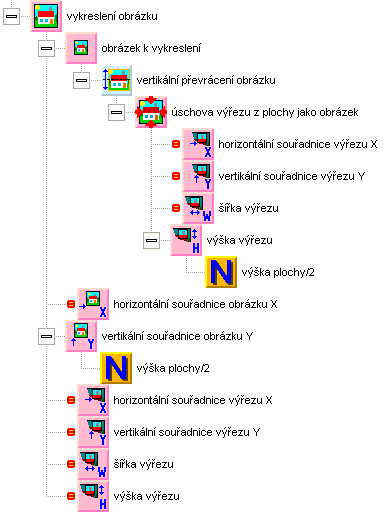 vykreslení obrázku
obrázek k vykreslení
vertikální převrácení obrázku
úschova výřezu z plochy jako obrázek
horizontální souřadnice výřezu X
X
vertikální souřadnice výřezu Y
Y
šířka výřezu
W
výška výřezu
H
N výška plochy/2
horizontální souřadnice obrázku X
X
vertikální souřadnice obrázku Y
Y
N výška plochy/2
horizontální souřadnice výřezu X
X
vertikální souřadnice výřezu Y
Y
šířka výřezu
W
výška výřezu
H